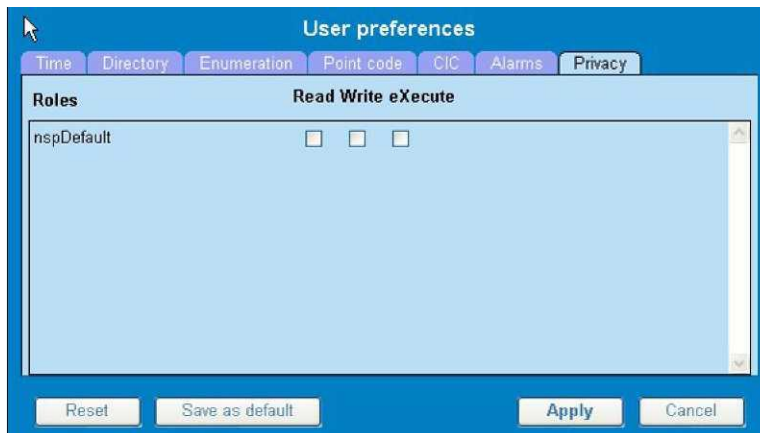 User preferences
Time Directory Enumeration Point code CIC Alarms Privacy
Roles Read Write eXecute
nspDefault
Reset Save as default Apply Cancel